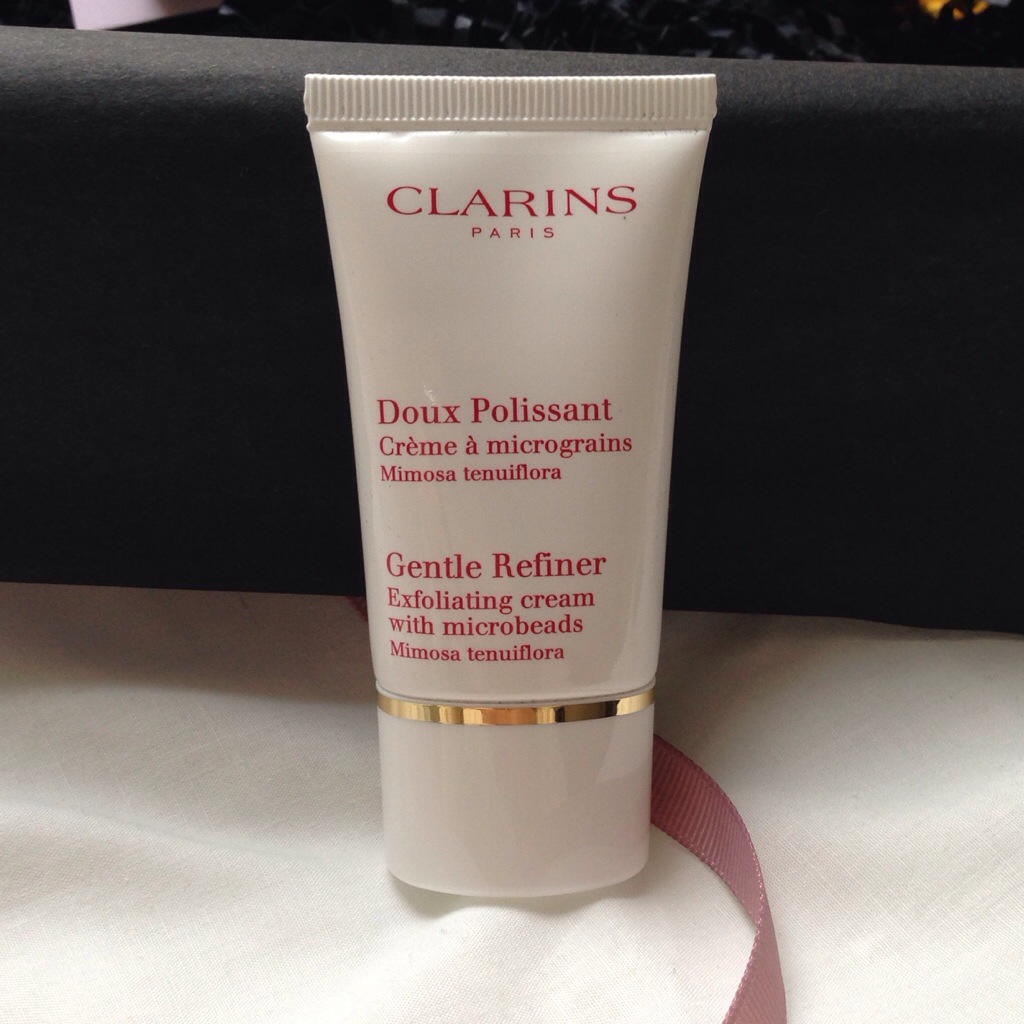 CLARINS
PARIS
Doux Polissant
Crème à micrograins
Mimosa tenuiflora
Gentle Refiner
Exfoliating cream
with microbeads
Mimosa tenuiflora